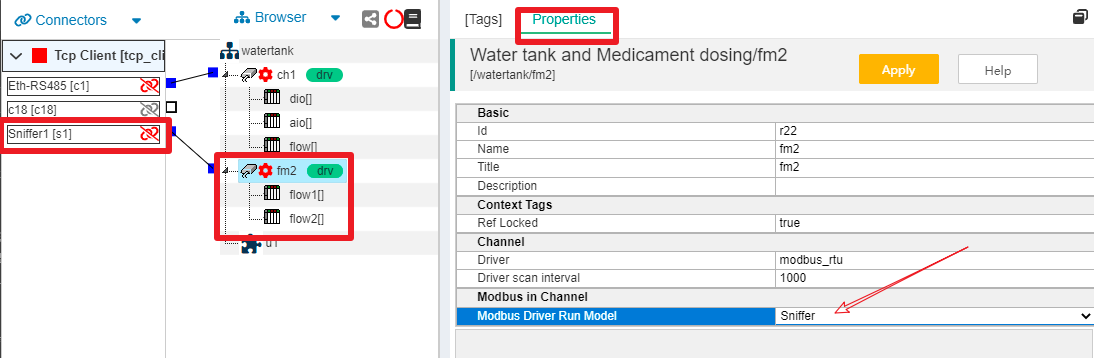 Connectors
Tcp Client [tcp_cli
Eth-RS485 [c1]
c18 [c18]
Sniffer1 [s1]
Browser
watertank
ch1 drv
dio[]
aio[]
flow[]
fm2 drv
flow1[]
flow2[]
u1
[Tags] Properties
Water tank and Medicament dosing/fm2
[/watertank/fm2]
Apply
Help
Basic
Id r22
Name fm2
Title fm2
Description
Context Tags
Ref Locked true
Channel
Driver modbus_rtu
Driver scan interval 1000
Modbus in Channel
Modbus Driver Run Model Sniffer